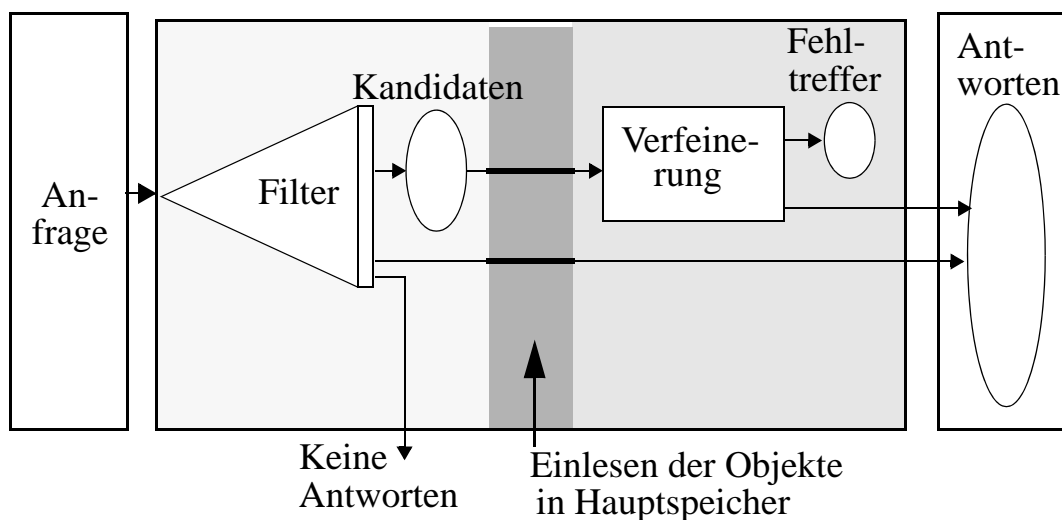 An-
frage
Filter
Kandidaten
Verfeine-
rung
Fehl-
treffer
Ant-
worten
Keine
Antworten
Einlesen der Objekte
in Hauptspeicher